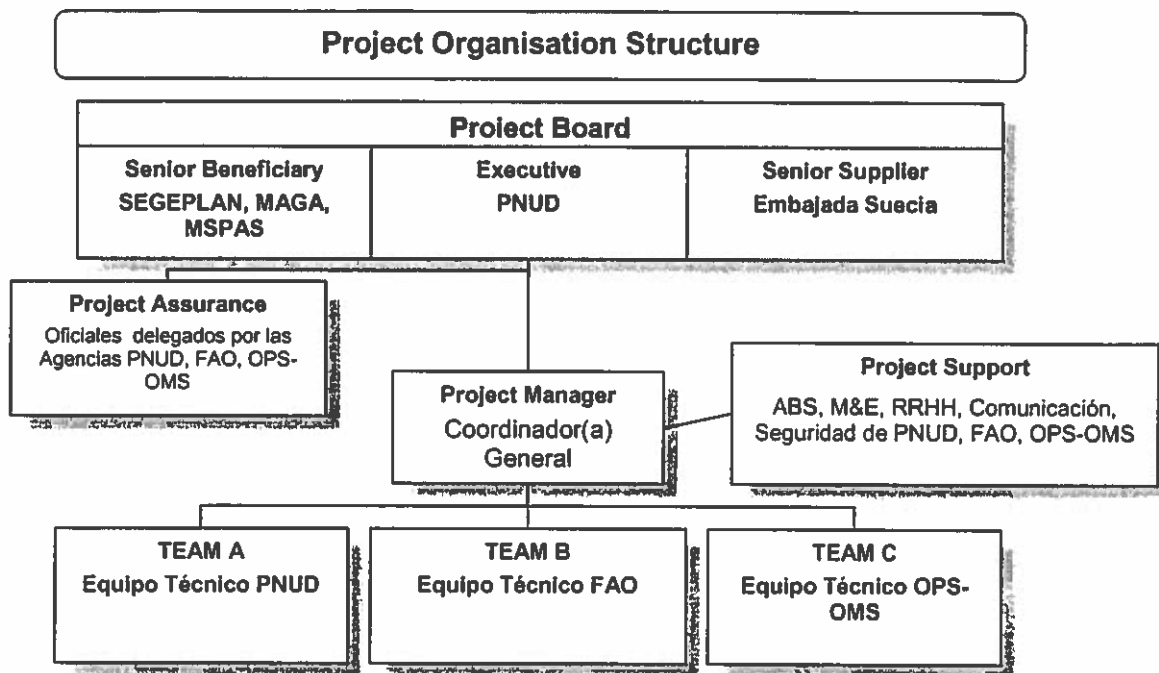 Project Organisation Structure
Project Board
Senior Beneficiary
SEGEPLAN, MAGA,
MSPAS
Executive
PNUD
Senior Supplier
Embajada Suecia
Project Assurance
Oficiales delegados por las
Agencias PNUD, FAO, OPS-
OMS
Project Manager
Coordinador(a)
General
Project Support
ABS, M&E, RRHH, Comunicación,
Seguridad de PNUD, FAO, OPS-OMS
TEAM A
Equipo Técnico PNUD
TEAM B
Equipo Técnico FAO
TEAM C
Equipo Técnico OPS-
OMS